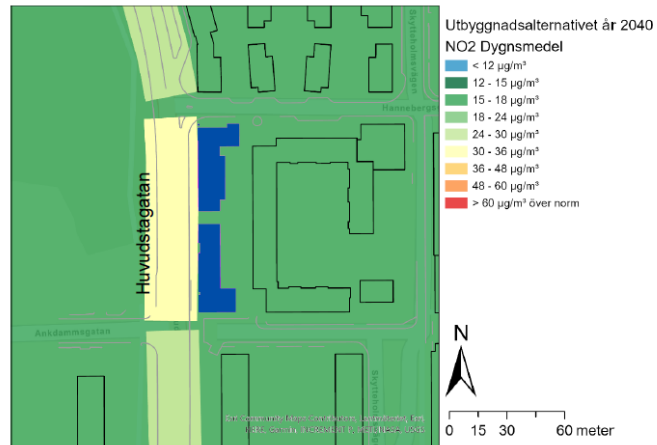 Utbyggnadsalternativet år 2040
NO2 Dygnsmedel
< 12 µg/m³
12 - 15 µg/m³
15 - 18 µg/m³
18 - 24 µg/m³
24 - 30 µg/m³
30 - 36 µg/m³
36 - 48 µg/m³
48 - 60 µg/m³
> 60 µg/m³ över norm
Skytteholmsvägen
Huvudstagatan
Ankdammsgatan
N
0 15 30 60 meter